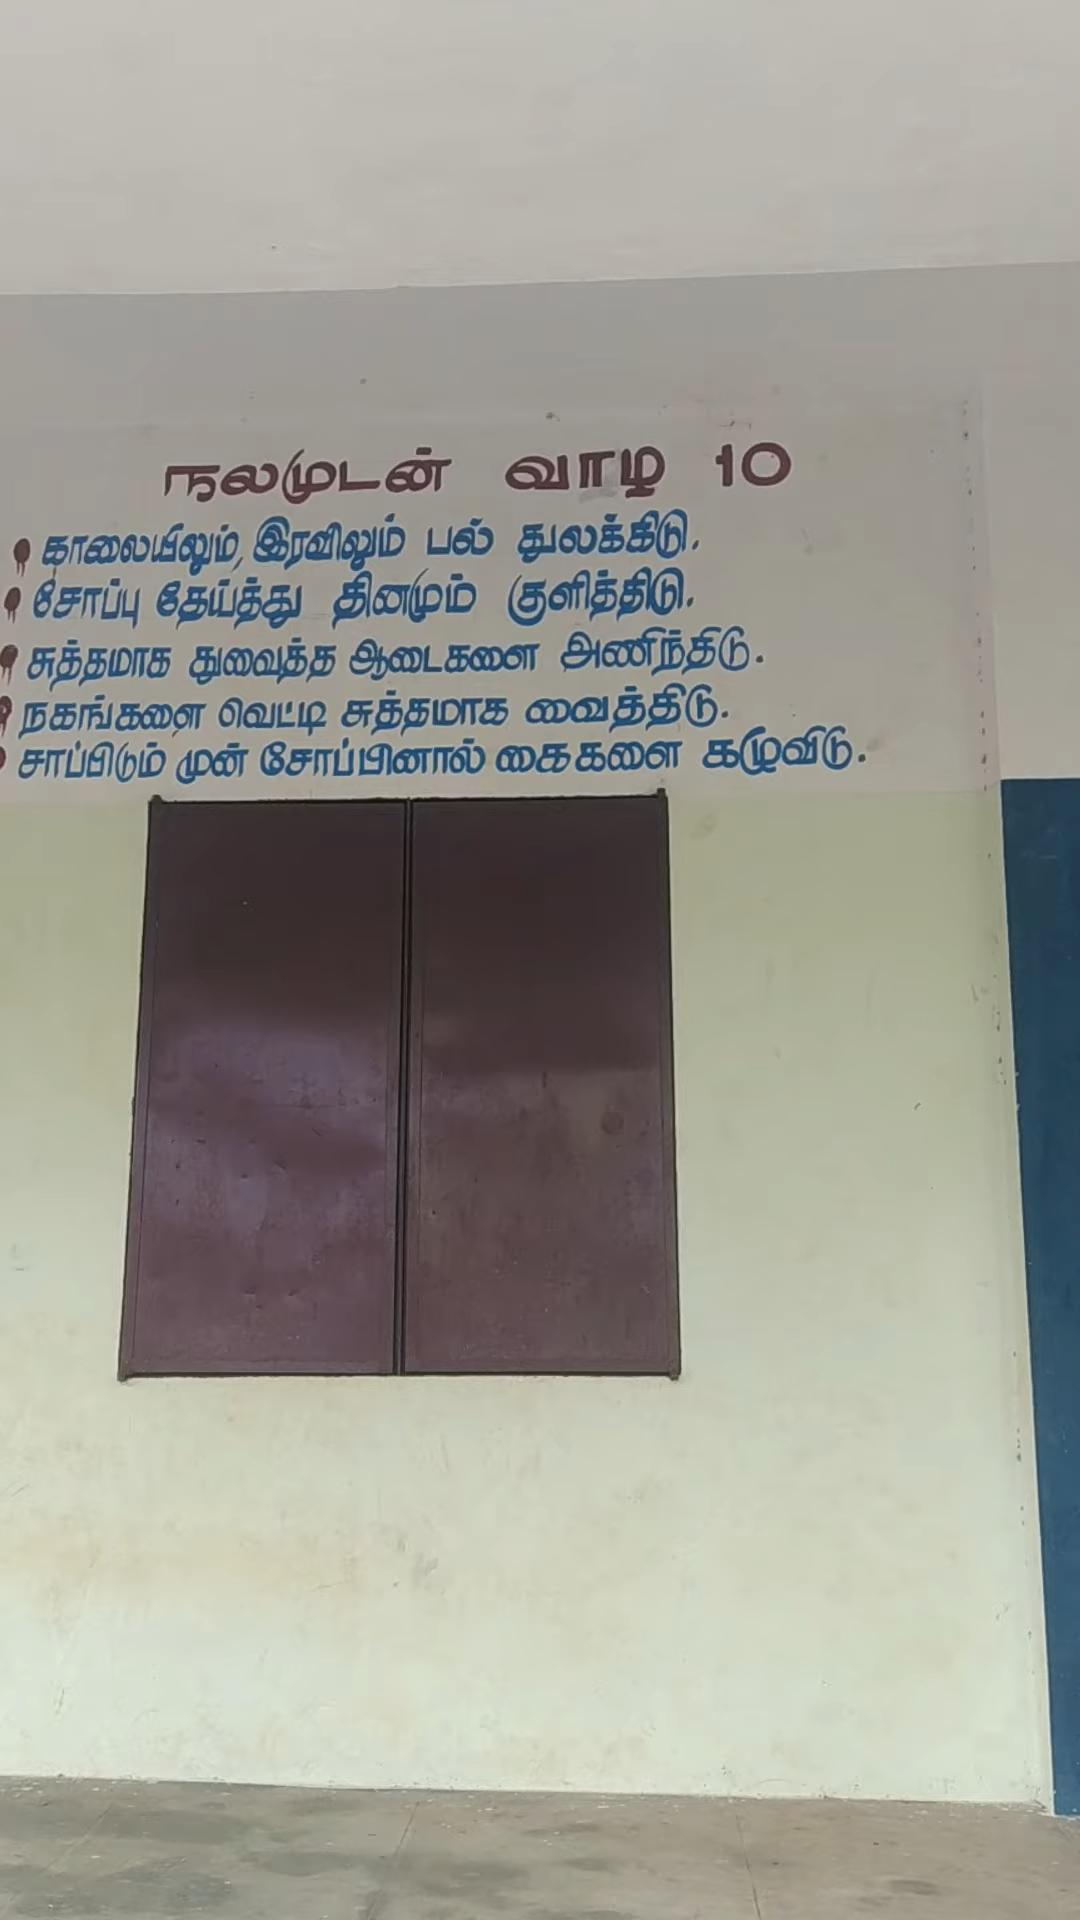 நலமுடன் வாழ 10
காலையிலும், இரவிலும் பல் துலக்கிடு.
சோப்பு தேய்த்து தினமும் குளித்திடு.
சுத்தமாக துவைத்த ஆடைகளை அணிந்திடு.
நகங்களை வெட்டி சுத்தமாக வைத்திடு.
சாப்பிடும் முன் சோப்பினால் கைகளை கழுவிடு.